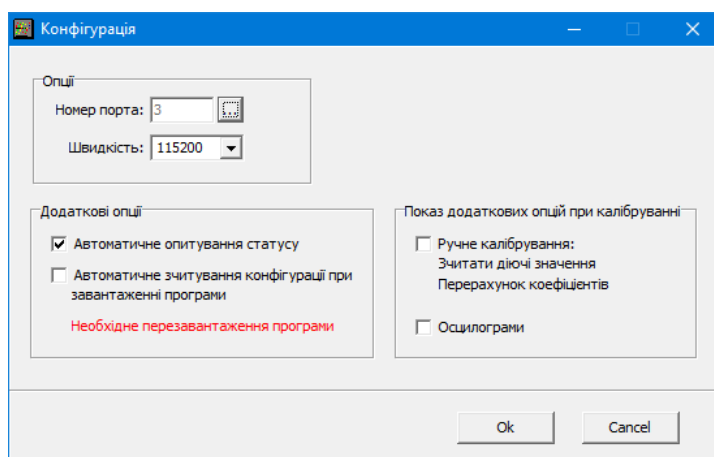 Конфігурація
Опції
Номер порта: 3 ...
Швидкість: 115200
Додаткові опції
Автоматичне опитування статусу
Автоматичне зчитування конфігурації при
завантаженні програми
Необхідне перезавантаження програми
Показ додаткових опцій при калібруванні
Ручне калібрування:
Зчитати діючі значення
Перерахунок коефіцієнтів
Осцилограми
Ok
Cancel